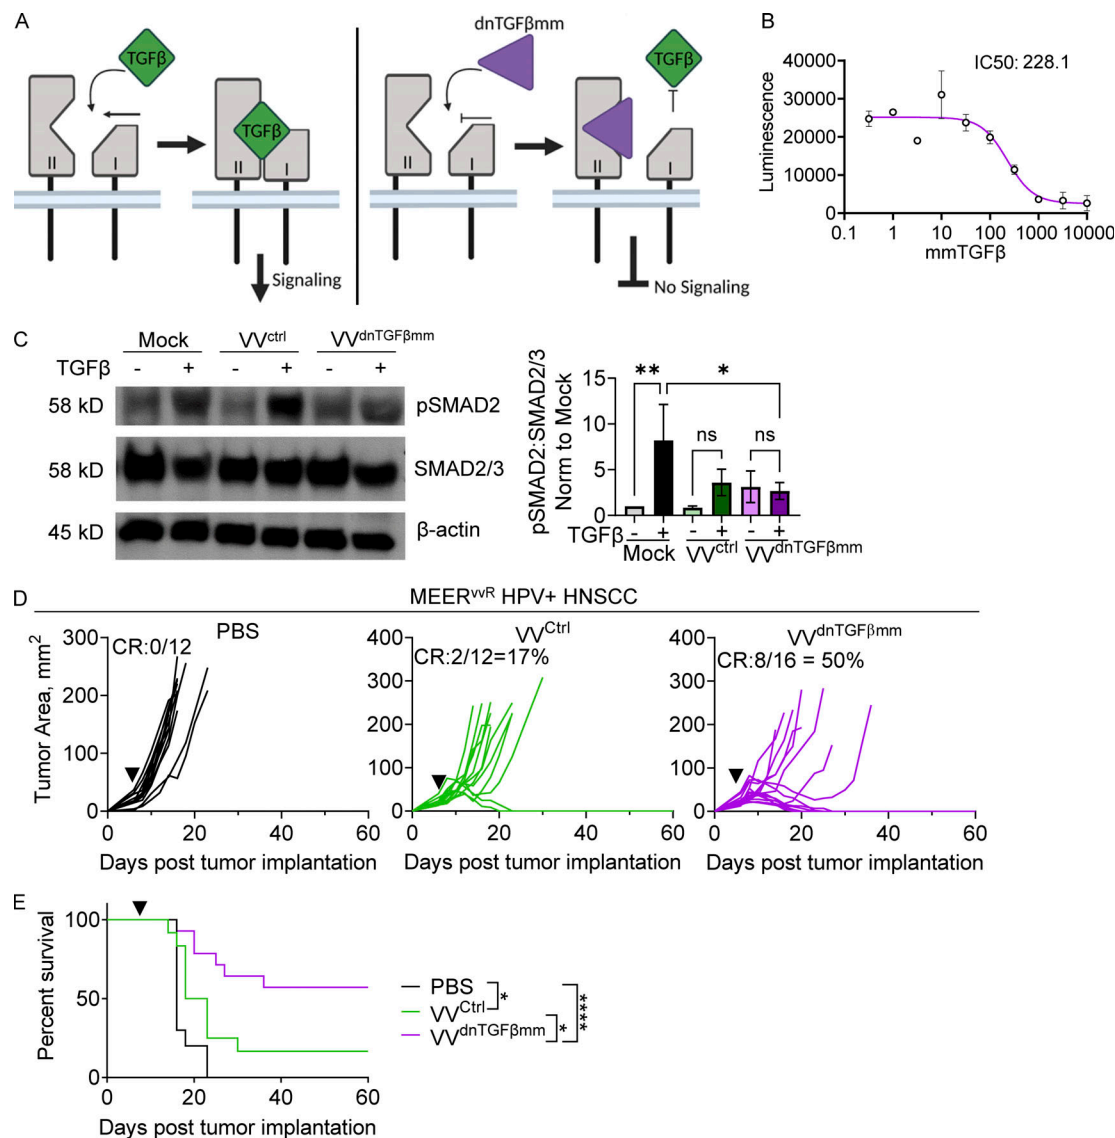 A
TGFβ
II
I
TGFβ
II
I
Signaling
dnTGFβmm
II
I
TGFβ
II
I
No Signaling
B
IC50: 228.1
Luminescence
40000
30000
20000
10000
0
0.1 1 10 100 1000 10000
mmTGFβ
C
Mock VVctrl VVdnTGFβmm
TGFβ - + - + - +
58 kD pSMAD2
58 kD SMAD2/3
45 kD β-actin
pSMAD2:SMAD2/3
Norm to Mock
15
10
5
0
** *
ns ns
TGFβ - + - + - +
Mock VVctrl VVdnTGFβmm
D
MEERvvR HPV+ HNSCC
PBS
CR:0/12
Tumor Area, mm2
300
200
100
0
0 20 40 60
Days post tumor implantation
VVCtrl
CR:2/12=17%
400
300
200
100
0
0 20 40 60
Days post tumor implantation
VVdnTGFβmm
CR:8/16 = 50%
400
300
200
100
0
0 20 40 60
Days post tumor implantation
E
Percent survival
100
50
0
0 20 40 60
Days post tumor implantation
PBS
VVCtrl
VVdnTGFβmm
*
*
****